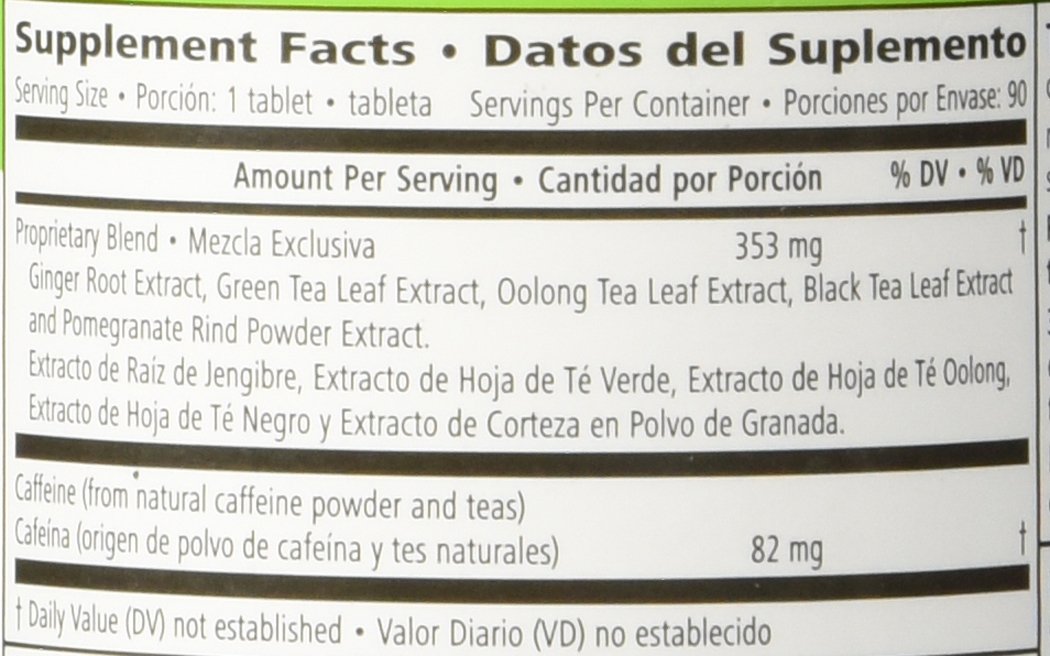 Supplement Facts • Datos del Suplemento
Serving Size • Porción: 1 tablet • tableta Servings Per Container • Porciones por Envase: 90
Amount Per Serving • Cantidad por Porción % DV • % VD
Proprietary Blend • Mezcla Exclusiva 353 mg †
Ginger Root Extract, Green Tea Leaf Extract, Oolong Tea Leaf Extract, Black Tea Leaf Extract
and Pomegranate Rind Powder Extract.
Extracto de Raíz de Jengibre, Extracto de Hoja de Té Verde, Extracto de Hoja de Té Oolong,
Extracto de Hoja de Té Negro y Extracto de Corteza en Polvo de Granada.
Caffeine (from natural caffeine powder and teas)
Cafeína (origen de polvo de cafeína y tes naturales) 82 mg †
† Daily Value (DV) not established • Valor Diario (VD) no establecido